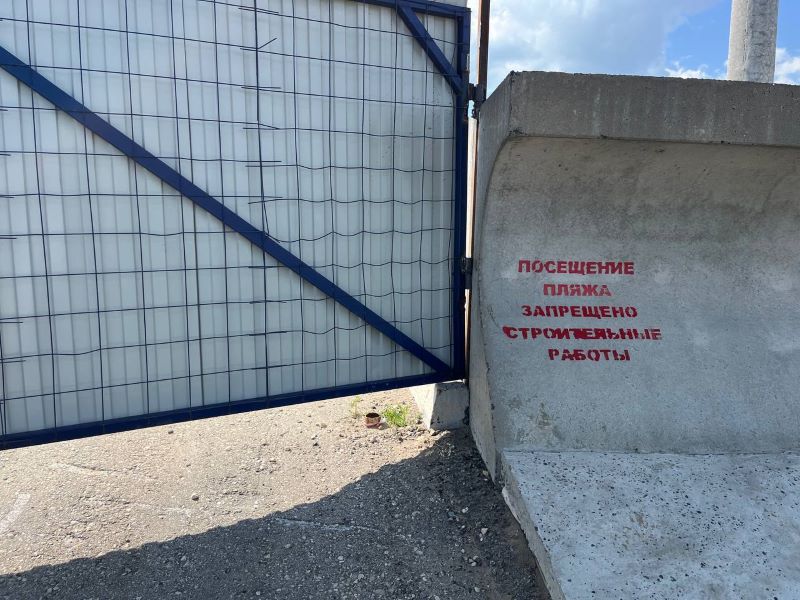 ПОСЕЩЕНИЕ
ПЛЯЖА
ЗАПРЕЩЕНО
СТРОИТЕЛЬНЫЕ
РАБОТЫ